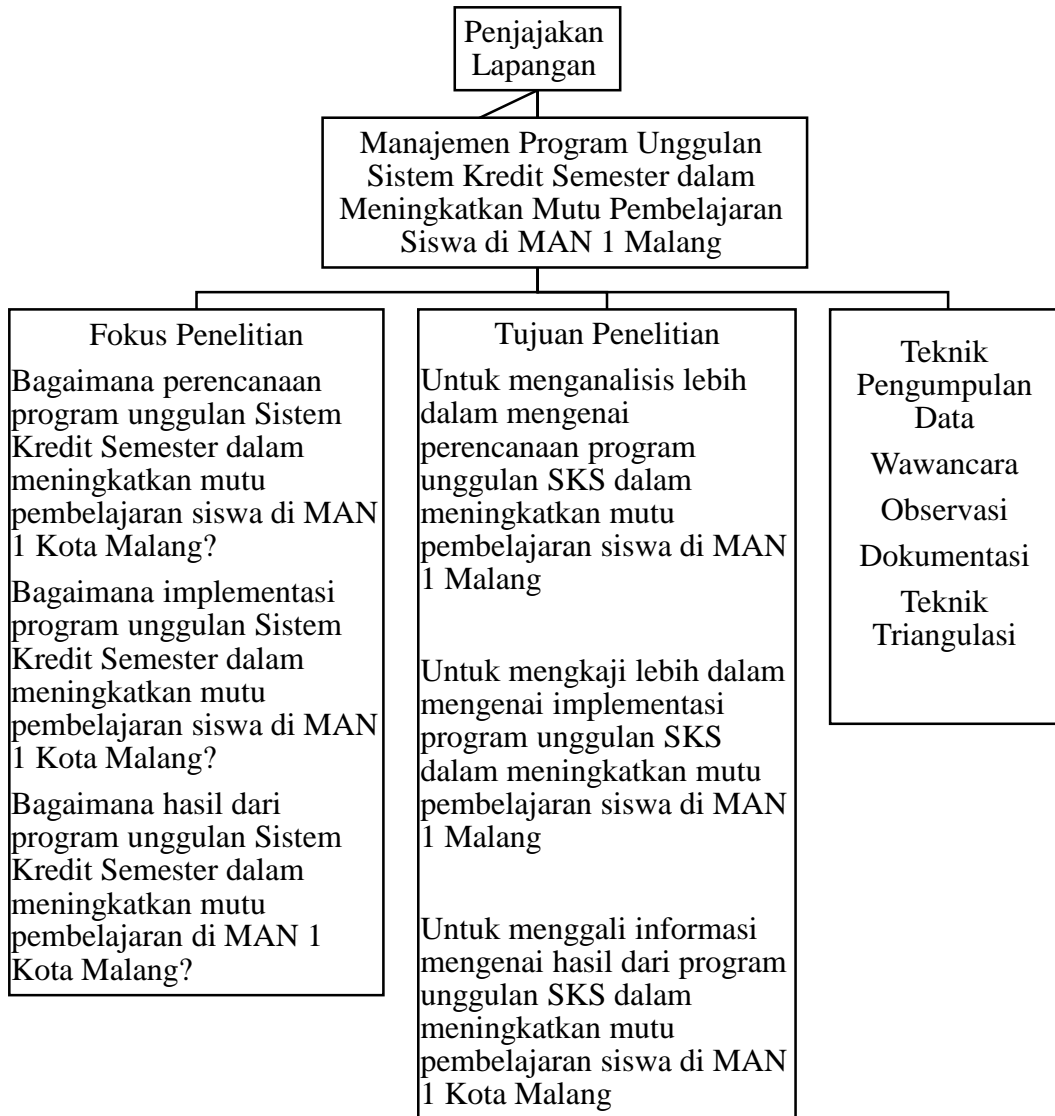 Penjajakan
Lapangan
Manajemen Program Unggulan
Sistem Kredit Semester dalam
Meningkatkan Mutu Pembelajaran
Siswa di MAN 1 Malang
Fokus Penelitian
Bagaimana perencanaan
program unggulan Sistem
Kredit Semester dalam
meningkatkan mutu
pembelajaran siswa di MAN
1 Kota Malang?
Bagaimana implementasi
program unggulan Sistem
Kredit Semester dalam
meningkatkan mutu
pembelajaran siswa di MAN
1 Kota Malang?
Bagaimana hasil dari
program unggulan Sistem
Kredit Semester dalam
meningkatkan mutu
pembelajaran di MAN 1
Kota Malang?
Tujuan Penelitian
Untuk menganalisis lebih
dalam mengenai
perencanaan program
unggulan SKS dalam
meningkatkan mutu
pembelajaran siswa di MAN
1 Malang
Untuk mengkaji lebih dalam
mengenai implementasi
program unggulan SKS
dalam meningkatkan mutu
pembelajaran siswa di MAN
1 Malang
Untuk menggali informasi
mengenai hasil dari program
unggulan SKS dalam
meningkatkan mutu
pembelajaran siswa di MAN
1 Kota Malang
Teknik
Pengumpulan
Data
Wawancara
Observasi
Dokumentasi
Teknik
Triangulasi